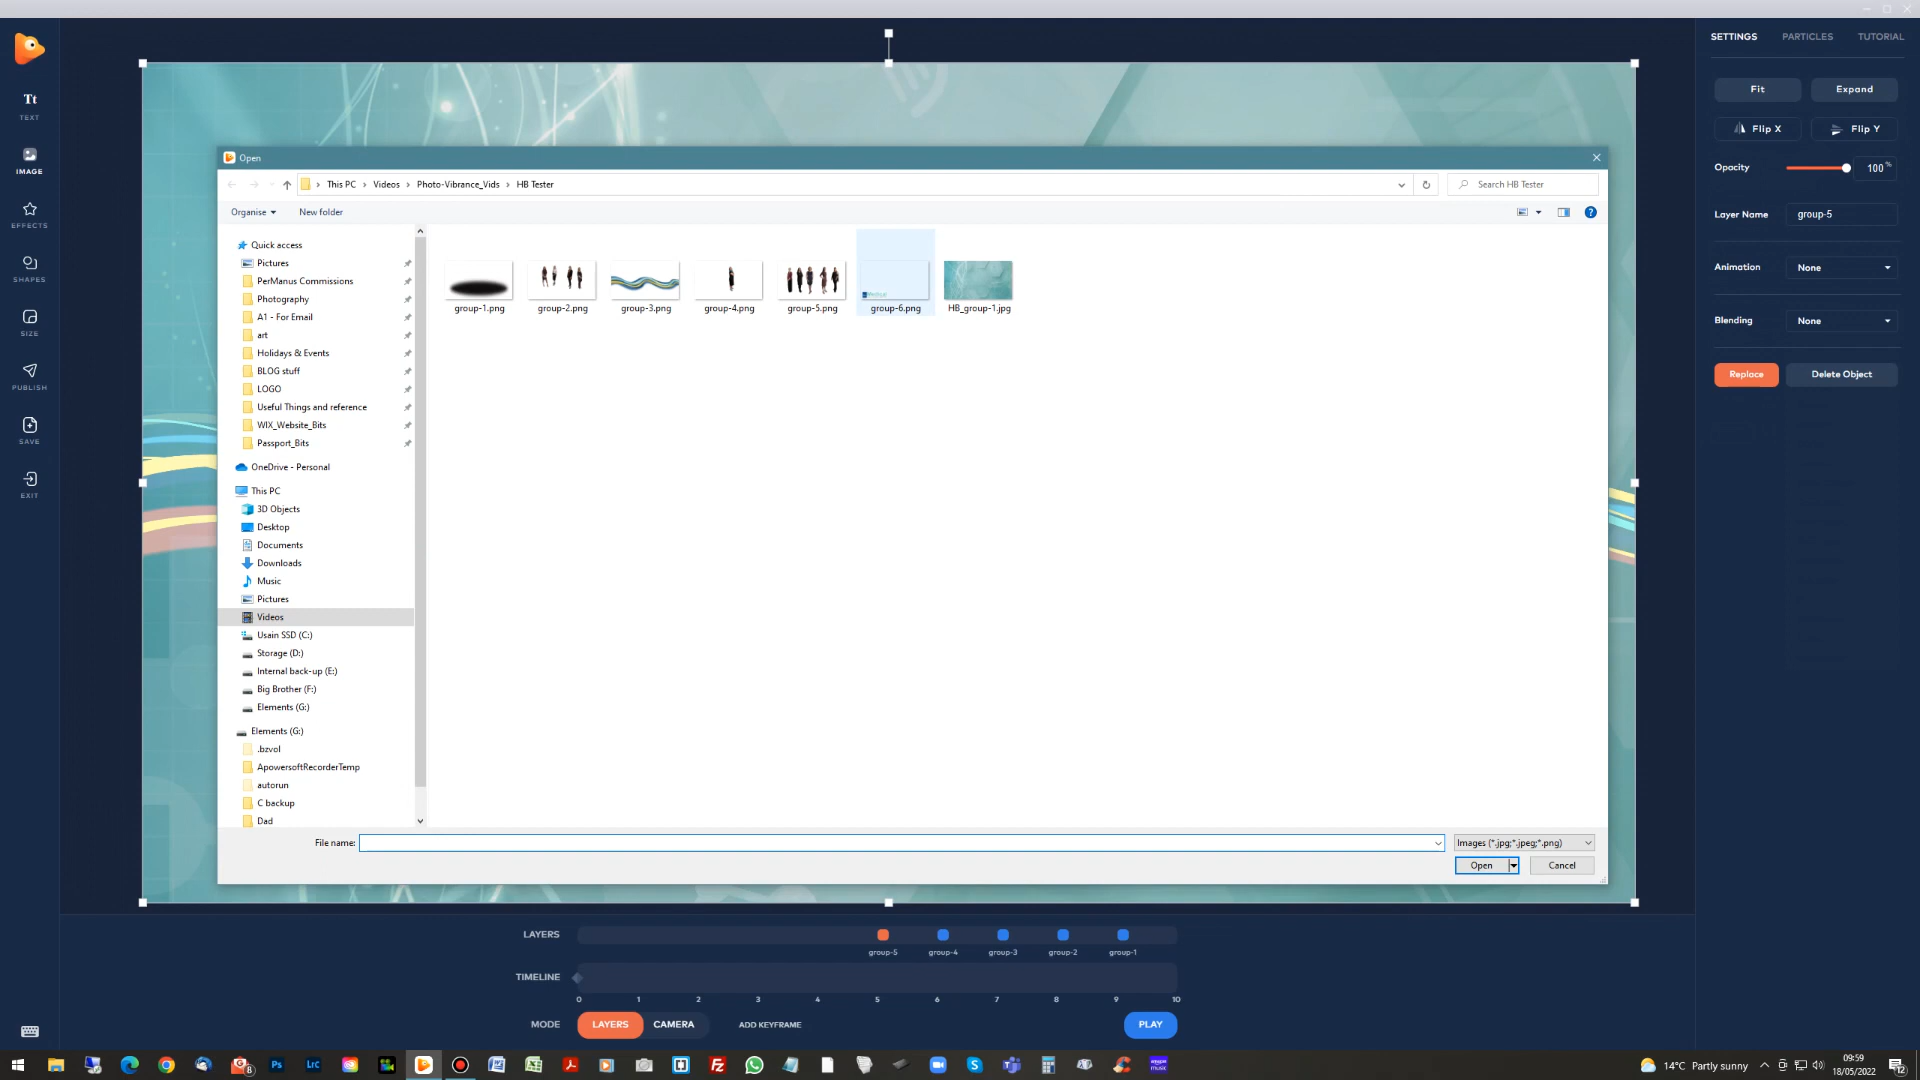 SETTINGS PARTICLES TUTORIAL
Tt
TEXT
IMAGE
EFFECTS
SHAPES
SIZE
PUBLISH
SAVE
EXIT
Fit Expand
Flip X Flip Y
Opacity 100 %
Layer Name group-5
Animation None
Blending None
Replace Delete Object
Open
This PC > Videos > Photo-Vibrance_Vids > HB Tester
Search HB Tester
Organise New folder
Quick access
Pictures
PerManus Commissions
Photography
A1 - For Email
art
Holidays & Events
BLOG stuff
LOGO
Useful Things and reference
WIX_Website_Bits
Passport_Bits
OneDrive - Personal
This PC
3D Objects
Desktop
Documents
Downloads
Music
Pictures
Videos
Usain SSD (C:)
Storage (D:)
Internal back-up (E:)
Big Brother (F:)
Elements (G:)
Elements (G:)
.bzvol
ApowersoftRecorderTemp
autorun
C backup
Dad
group-1.png group-2.png group-3.png group-4.png group-5.png group-6.png HB_group-1.jpg
File name: Images (*.jpg;*.jpeg;*.png)
Open Cancel
LAYERS
group-5 group-4 group-3 group-2 group-1
TIMELINE
0 1 2 3 4 5 6 7 8 9 10
MODE LAYERS CAMERA ADD KEYFRAME PLAY
14°C Partly sunny
09:59
18/05/2022